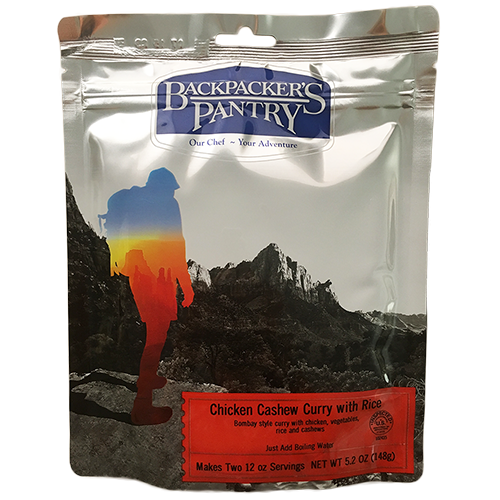 BACKPACKER'S
PANTRY
Our Chef ~ Your Adventure
Chicken Cashew Curry with Rice
Bombay style curry with chicken, vegetables,
rice and cashews
Just Add Boiling Water
Makes Two 12 oz Servings NET WT 5.2 OZ (148g)